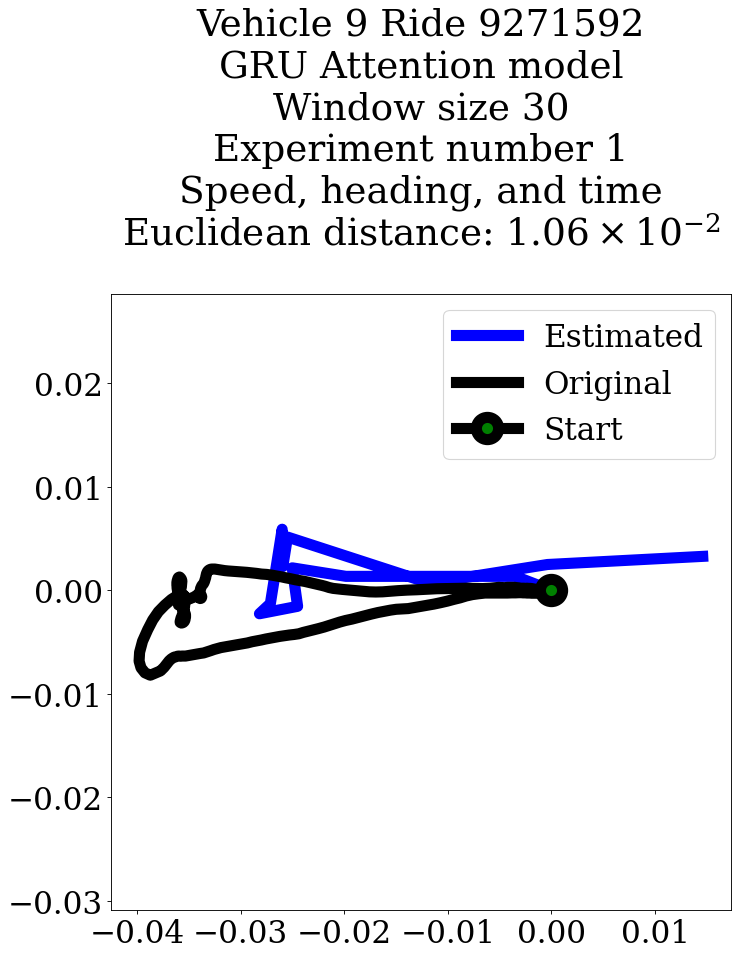 Vehicle 9 Ride 9271592
GRU Attention model
Window size 30
Experiment number 1
Speed, heading, and time
Euclidean distance: 1.06 × 10⁻²
Estimated
Original
Start
0.02
0.01
0.00
−0.01
−0.02
−0.03
−0.04 −0.03 −0.02 −0.01 0.00 0.01